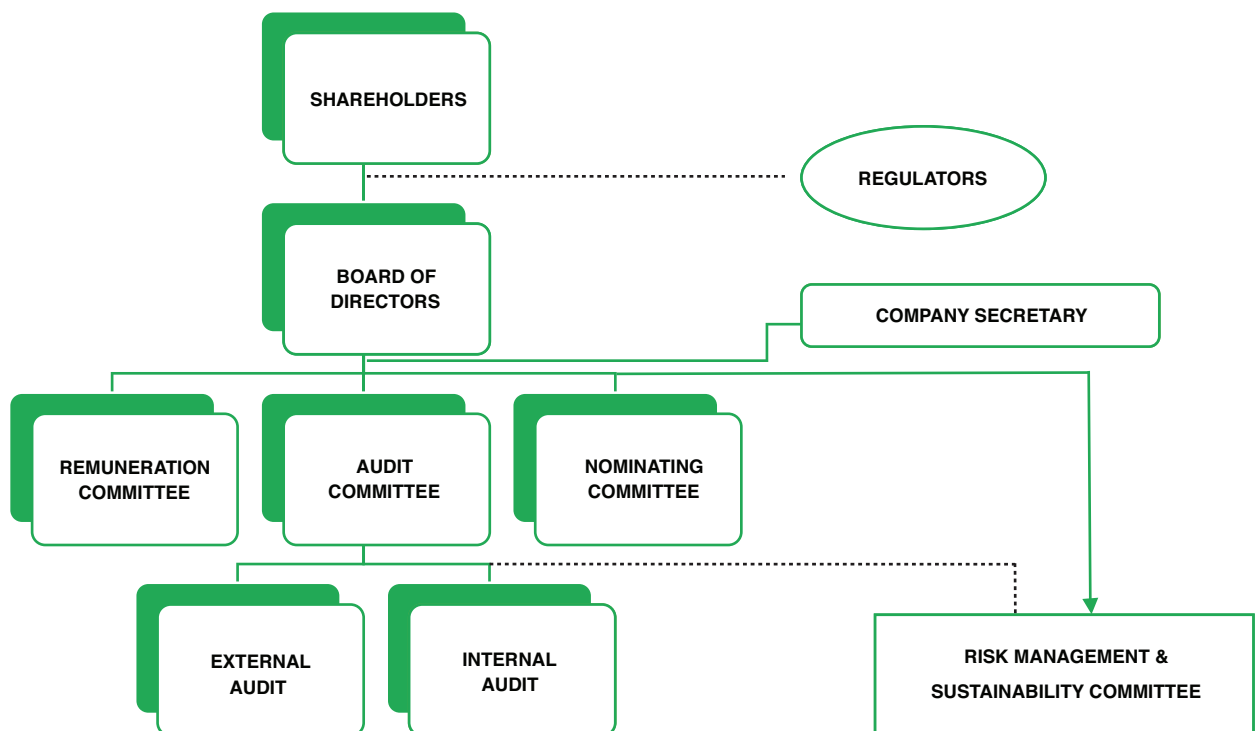 SHAREHOLDERS
REGULATORS
BOARD OF
DIRECTORS
COMPANY SECRETARY
REMUNERATION
COMMITTEE
AUDIT
COMMITTEE
NOMINATING
COMMITTEE
EXTERNAL
AUDIT
INTERNAL
AUDIT
RISK MANAGEMENT &
SUSTAINABILITY COMMITTEE